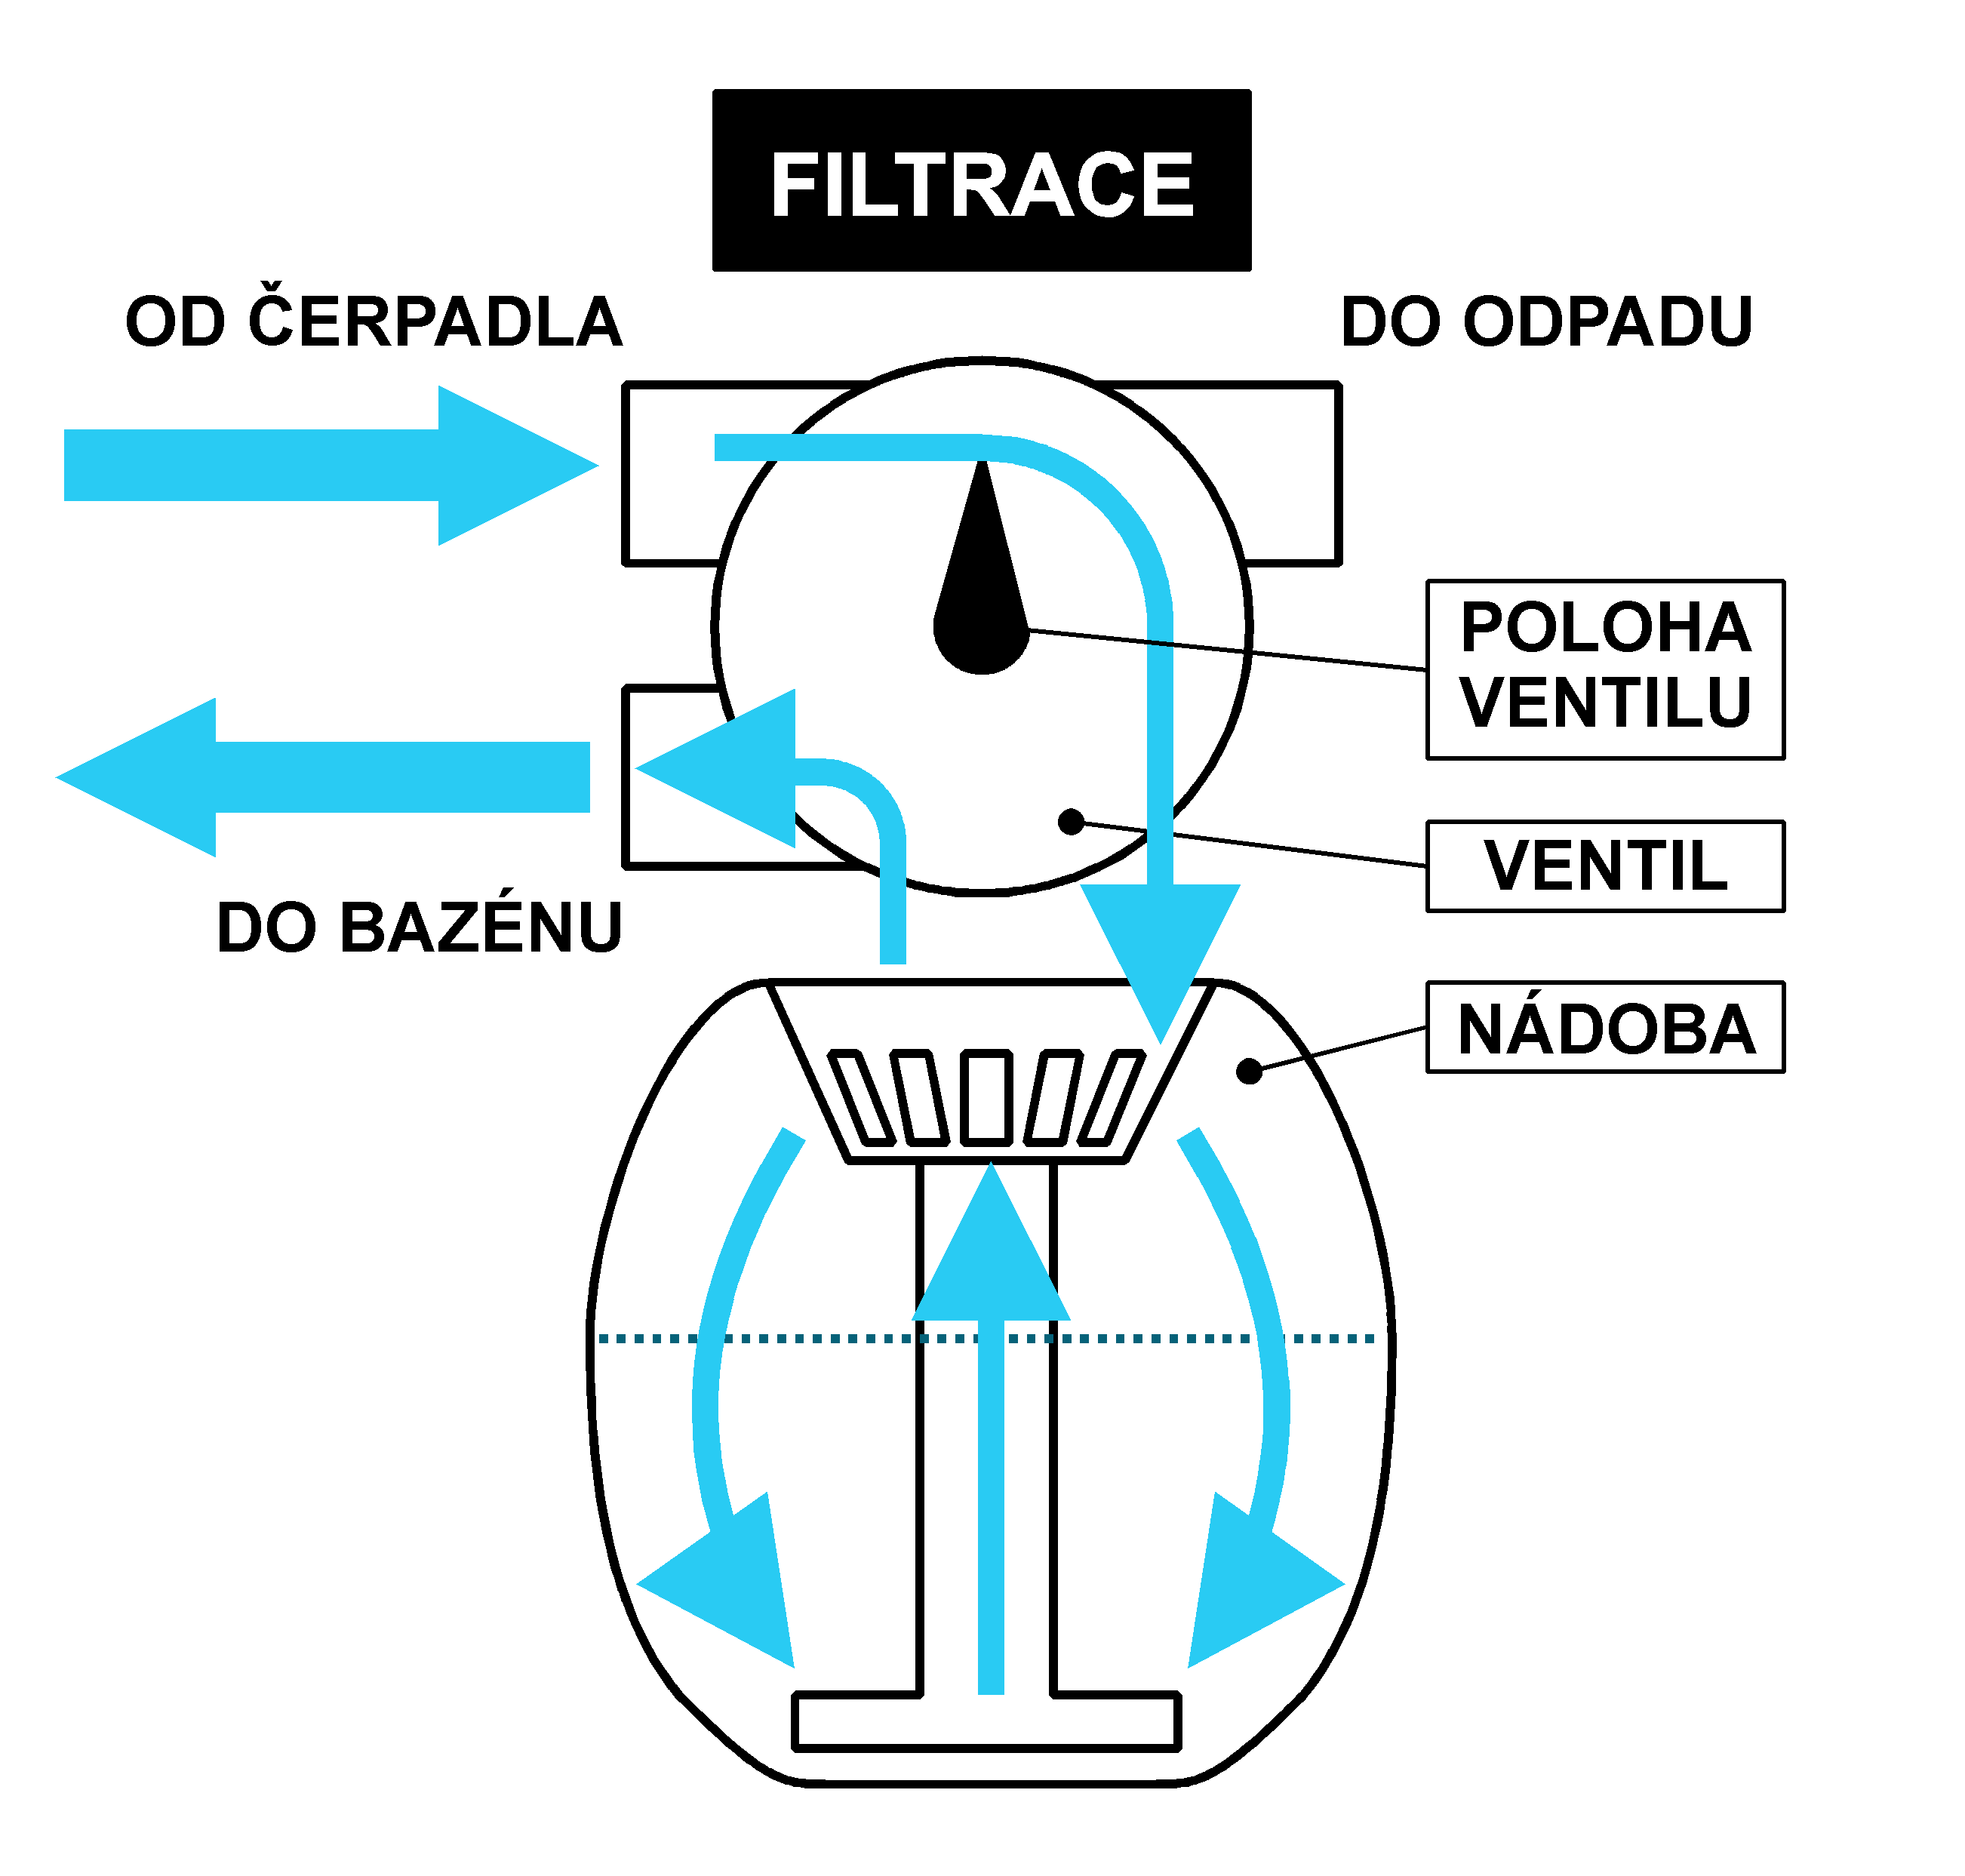 FILTRACE
OD ČERPADLA
DO ODPADU
POLOHA
VENTILU
VENTIL
DO BAZÉNU
NÁDOBA